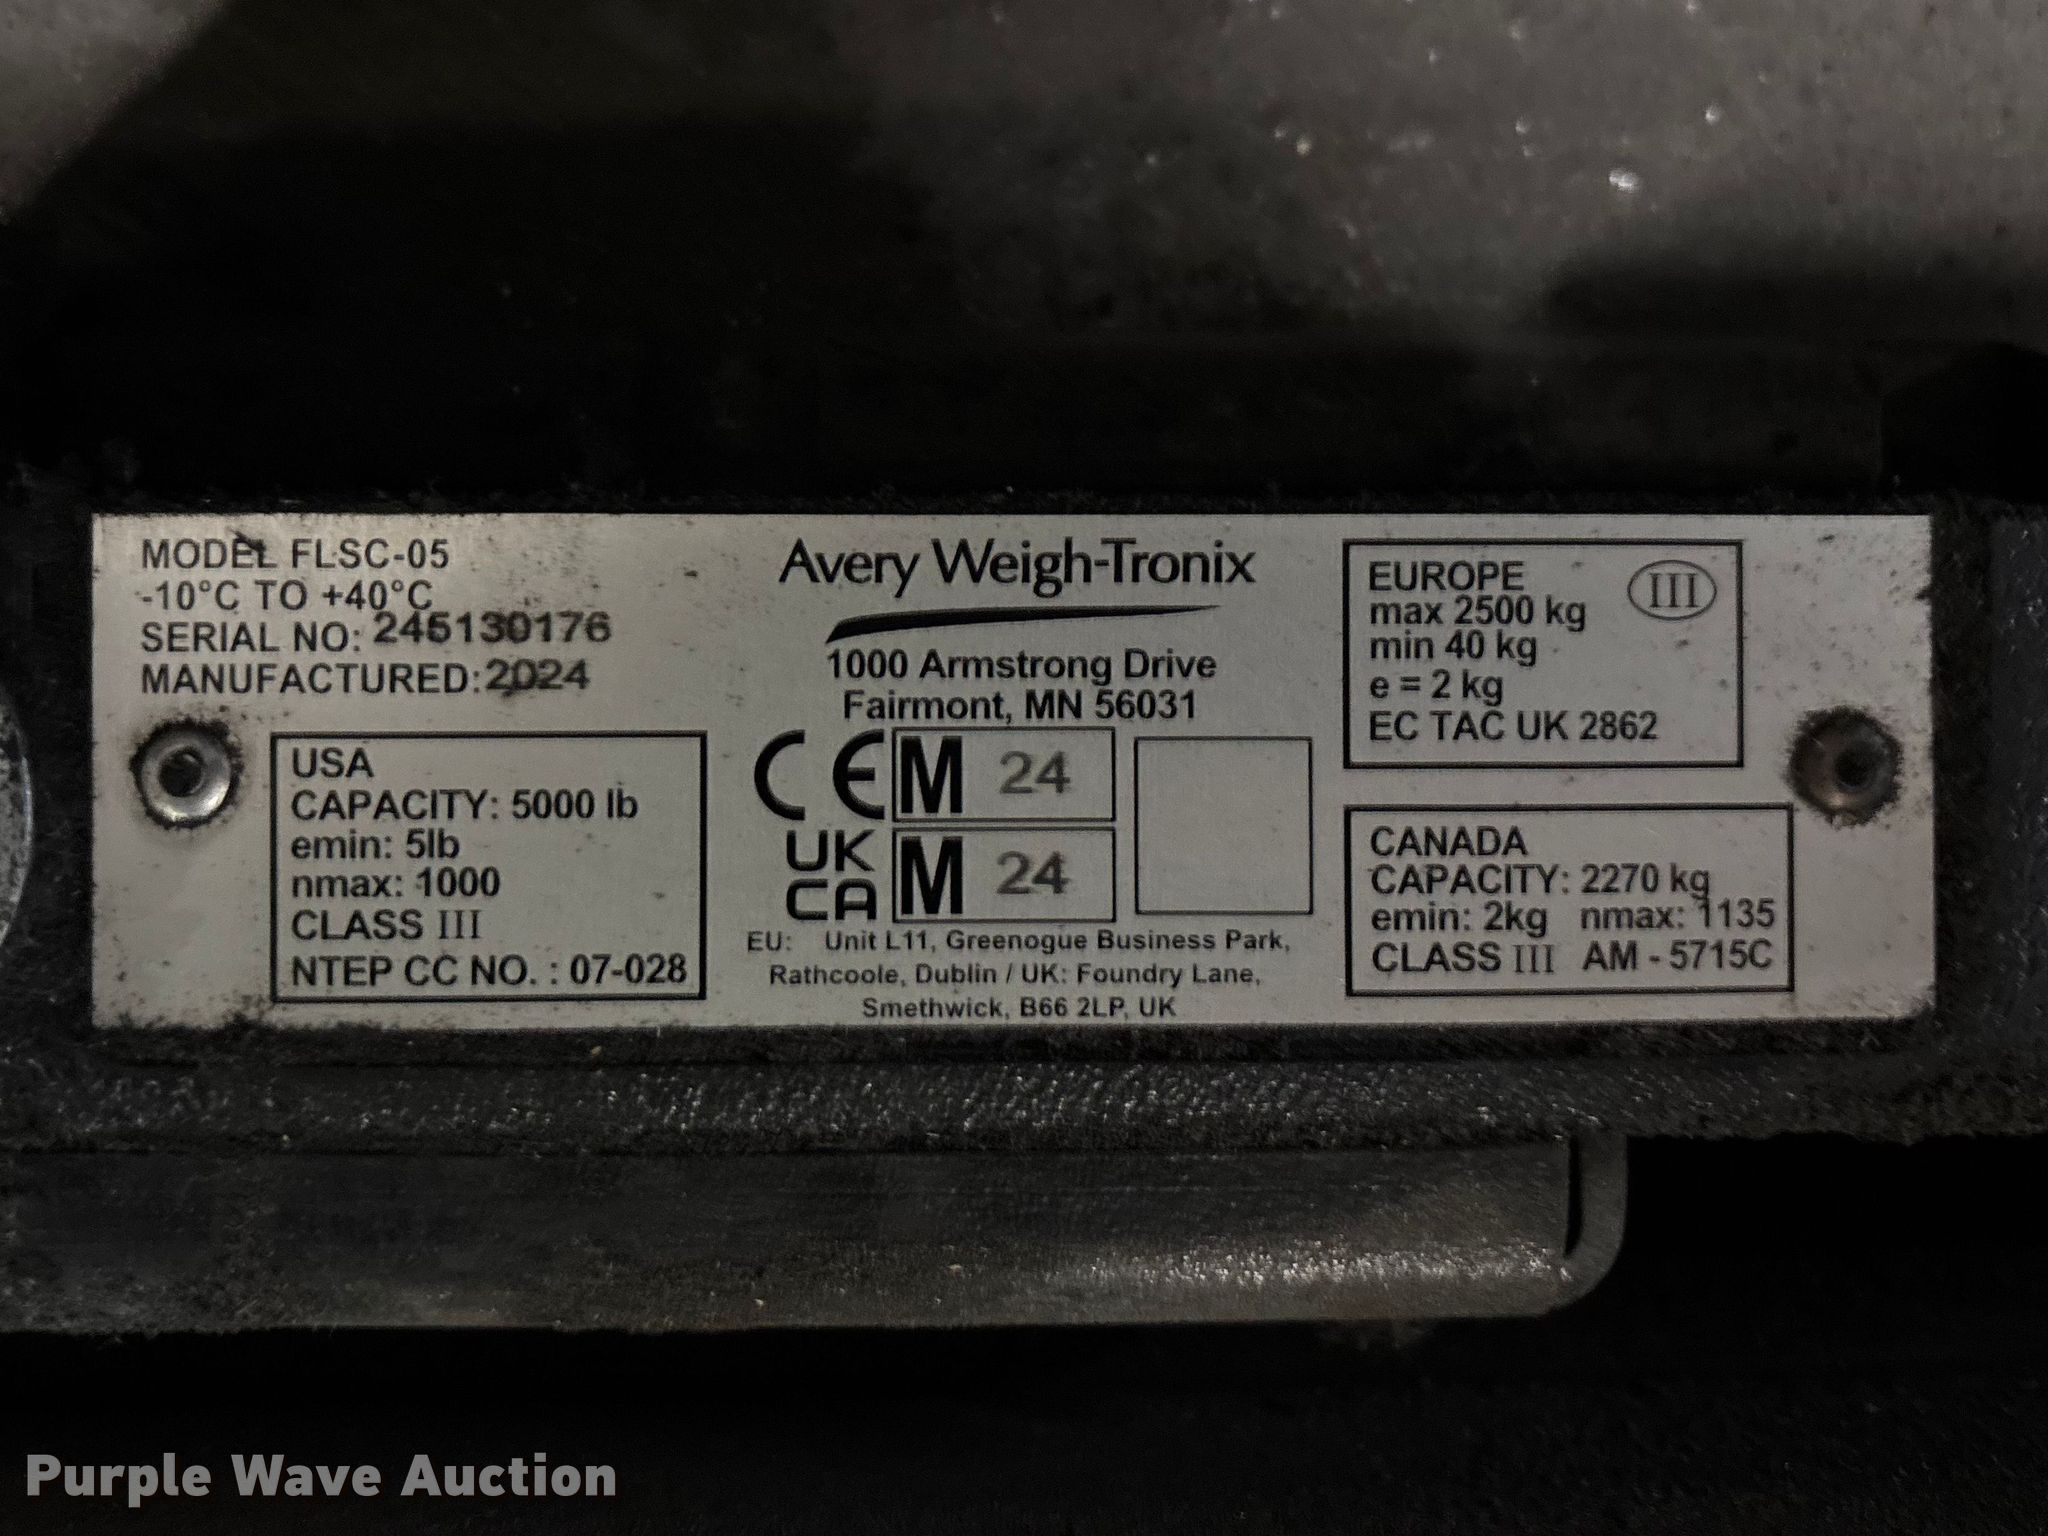 MODEL FLSC-05
-10°C TO +40°C
SERIAL NO: 245130176
MANUFACTURED: 2024
USA
CAPACITY: 5000 lb
emin: 5lb
nmax: 1000
CLASS III
NTEP CC NO. : 07-028
Avery Weigh-Tronix
1000 Armstrong Drive
Fairmont, MN 56031
CE M 24
UK
CA M 24
EU: Unit L11, Greenogue Business Park,
Rathcoole, Dublin / UK: Foundry Lane,
Smethwick, B66 2LP, UK
EUROPE III
max 2500 kg
min 40 kg
e = 2 kg
EC TAC UK 2862
CANADA
CAPACITY: 2270 kg
emin: 2kg nmax: 1135
CLASS III AM - 5715C
Purple Wave Auction